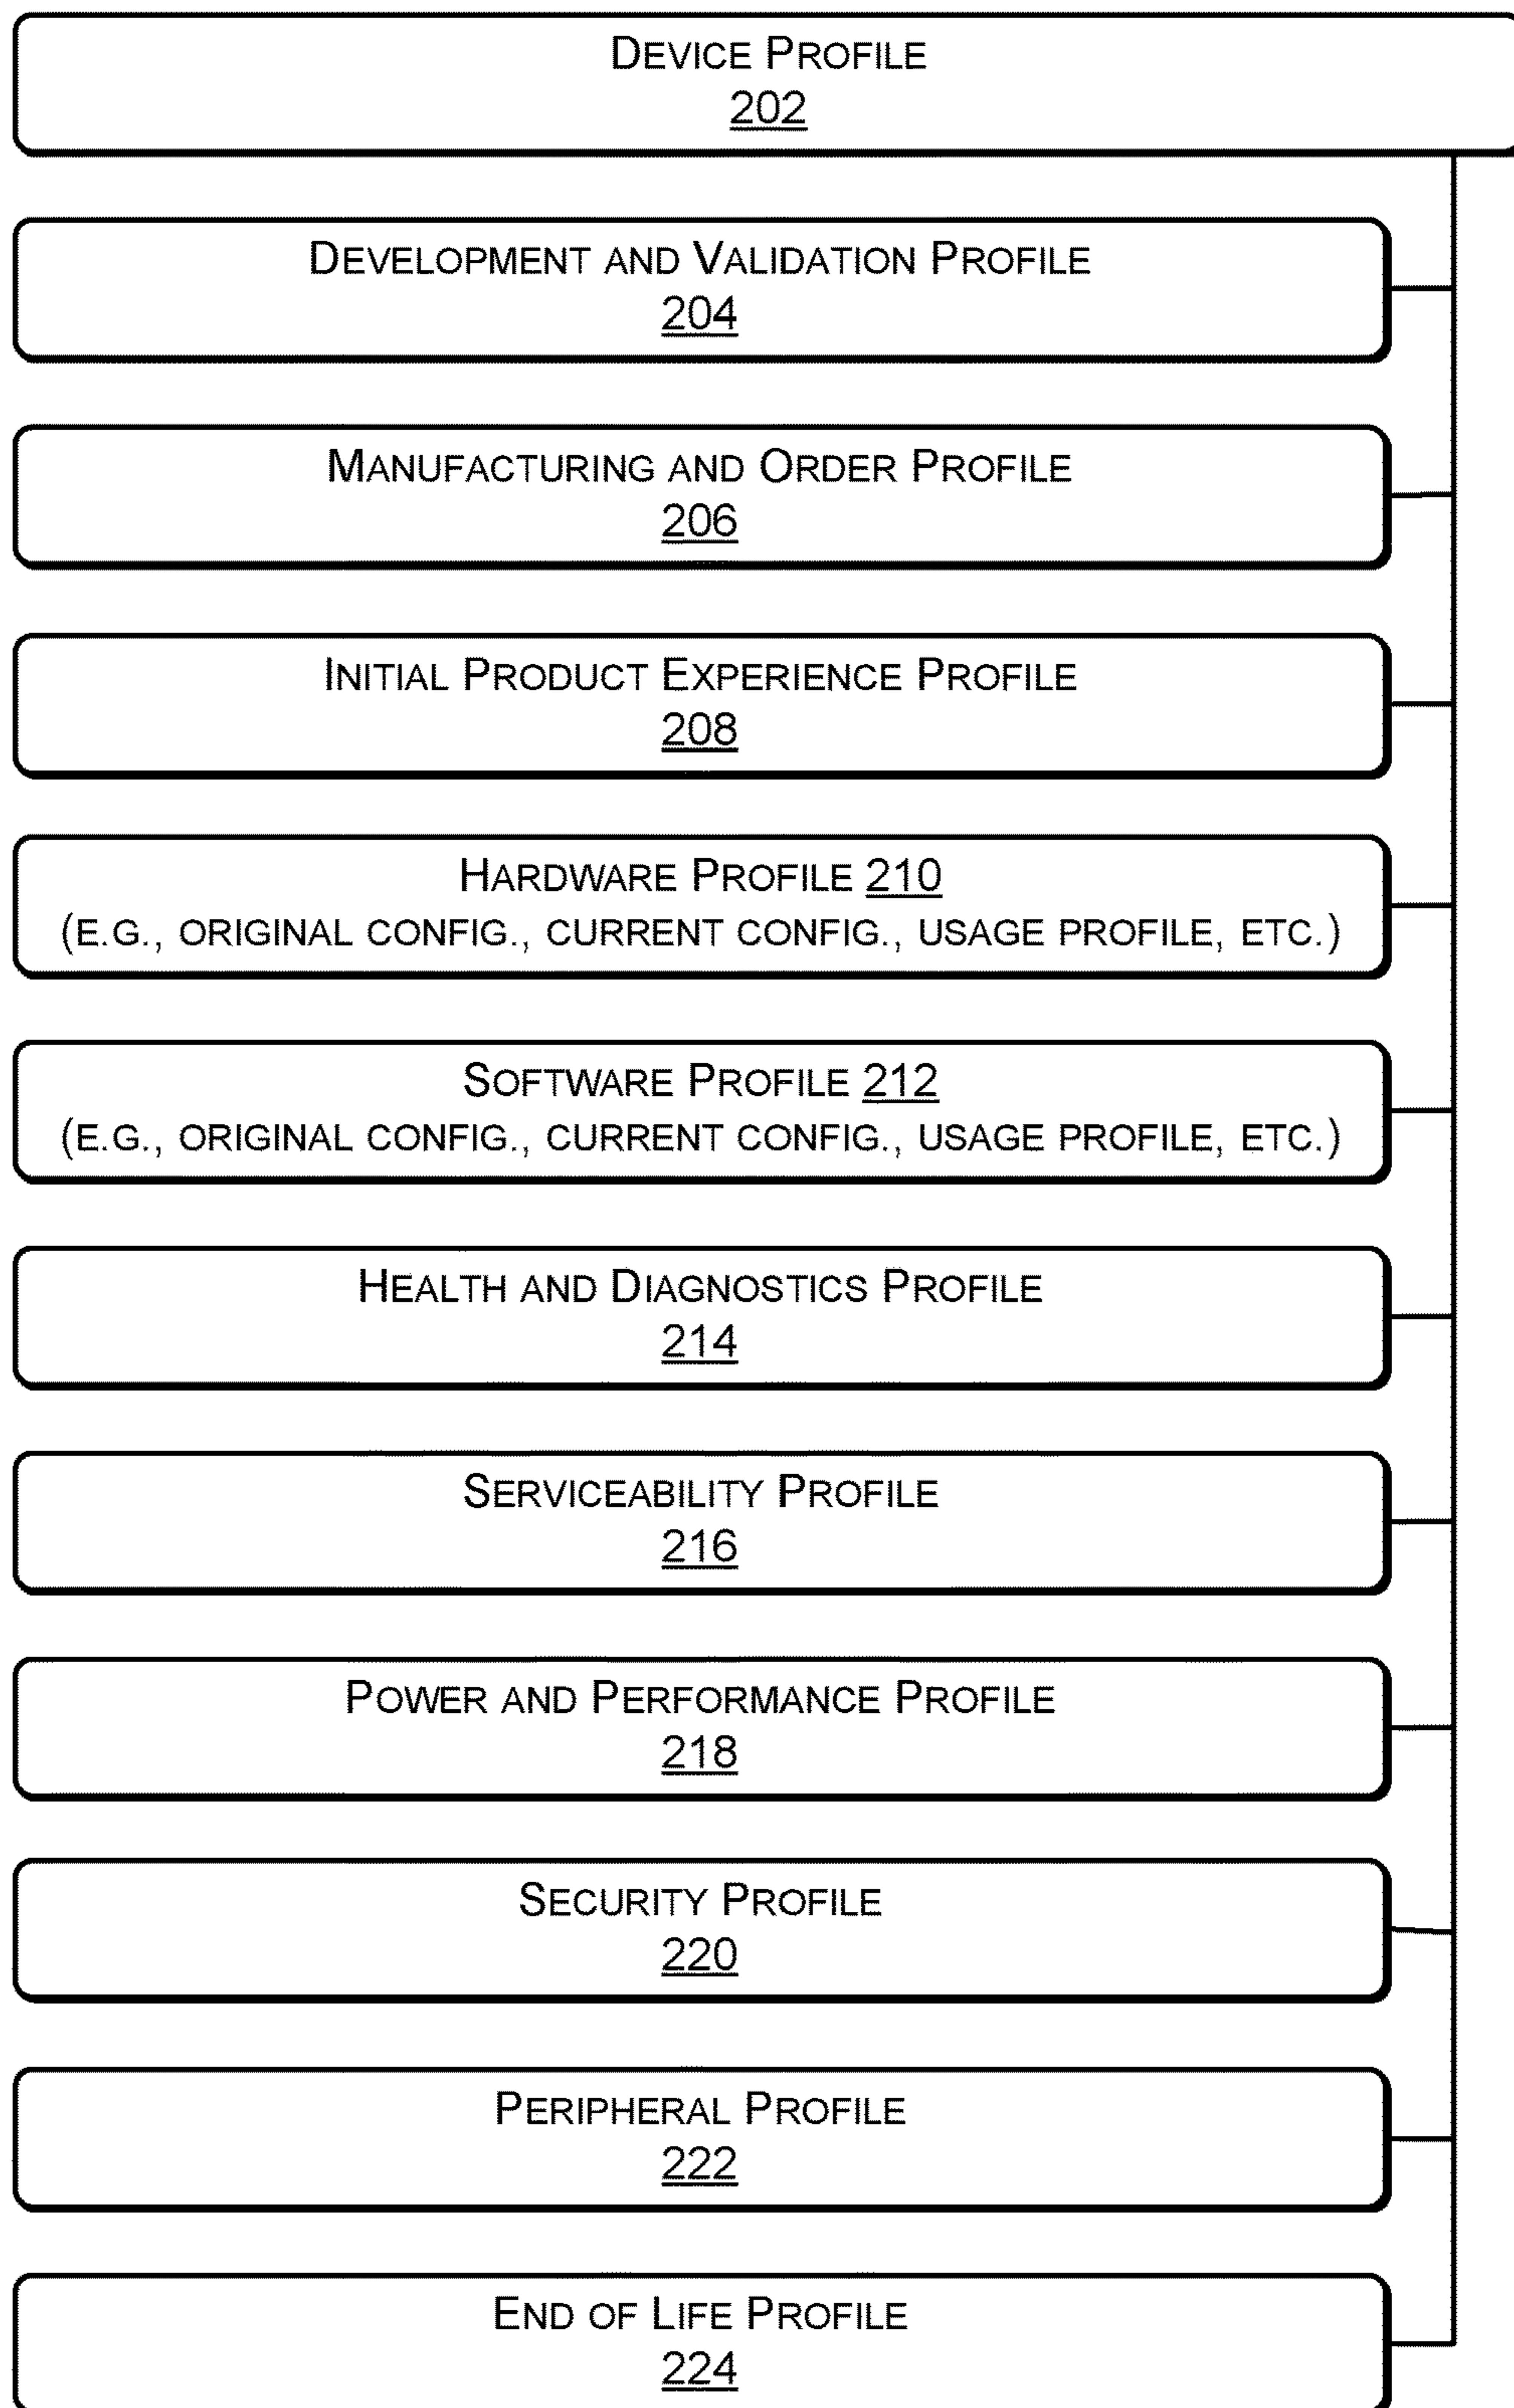 DEVICE PROFILE
202
DEVELOPMENT AND VALIDATION PROFILE
204
MANUFACTURING AND ORDER PROFILE
206
INITIAL PRODUCT EXPERIENCE PROFILE
208
HARDWARE PROFILE 210
(E.G., ORIGINAL CONFIG., CURRENT CONFIG., USAGE PROFILE, ETC.)
SOFTWARE PROFILE 212
(E.G., ORIGINAL CONFIG., CURRENT CONFIG., USAGE PROFILE, ETC.)
HEALTH AND DIAGNOSTICS PROFILE
214
SERVICEABILITY PROFILE
216
POWER AND PERFORMANCE PROFILE
218
SECURITY PROFILE
220
PERIPHERAL PROFILE
222
END OF LIFE PROFILE
224